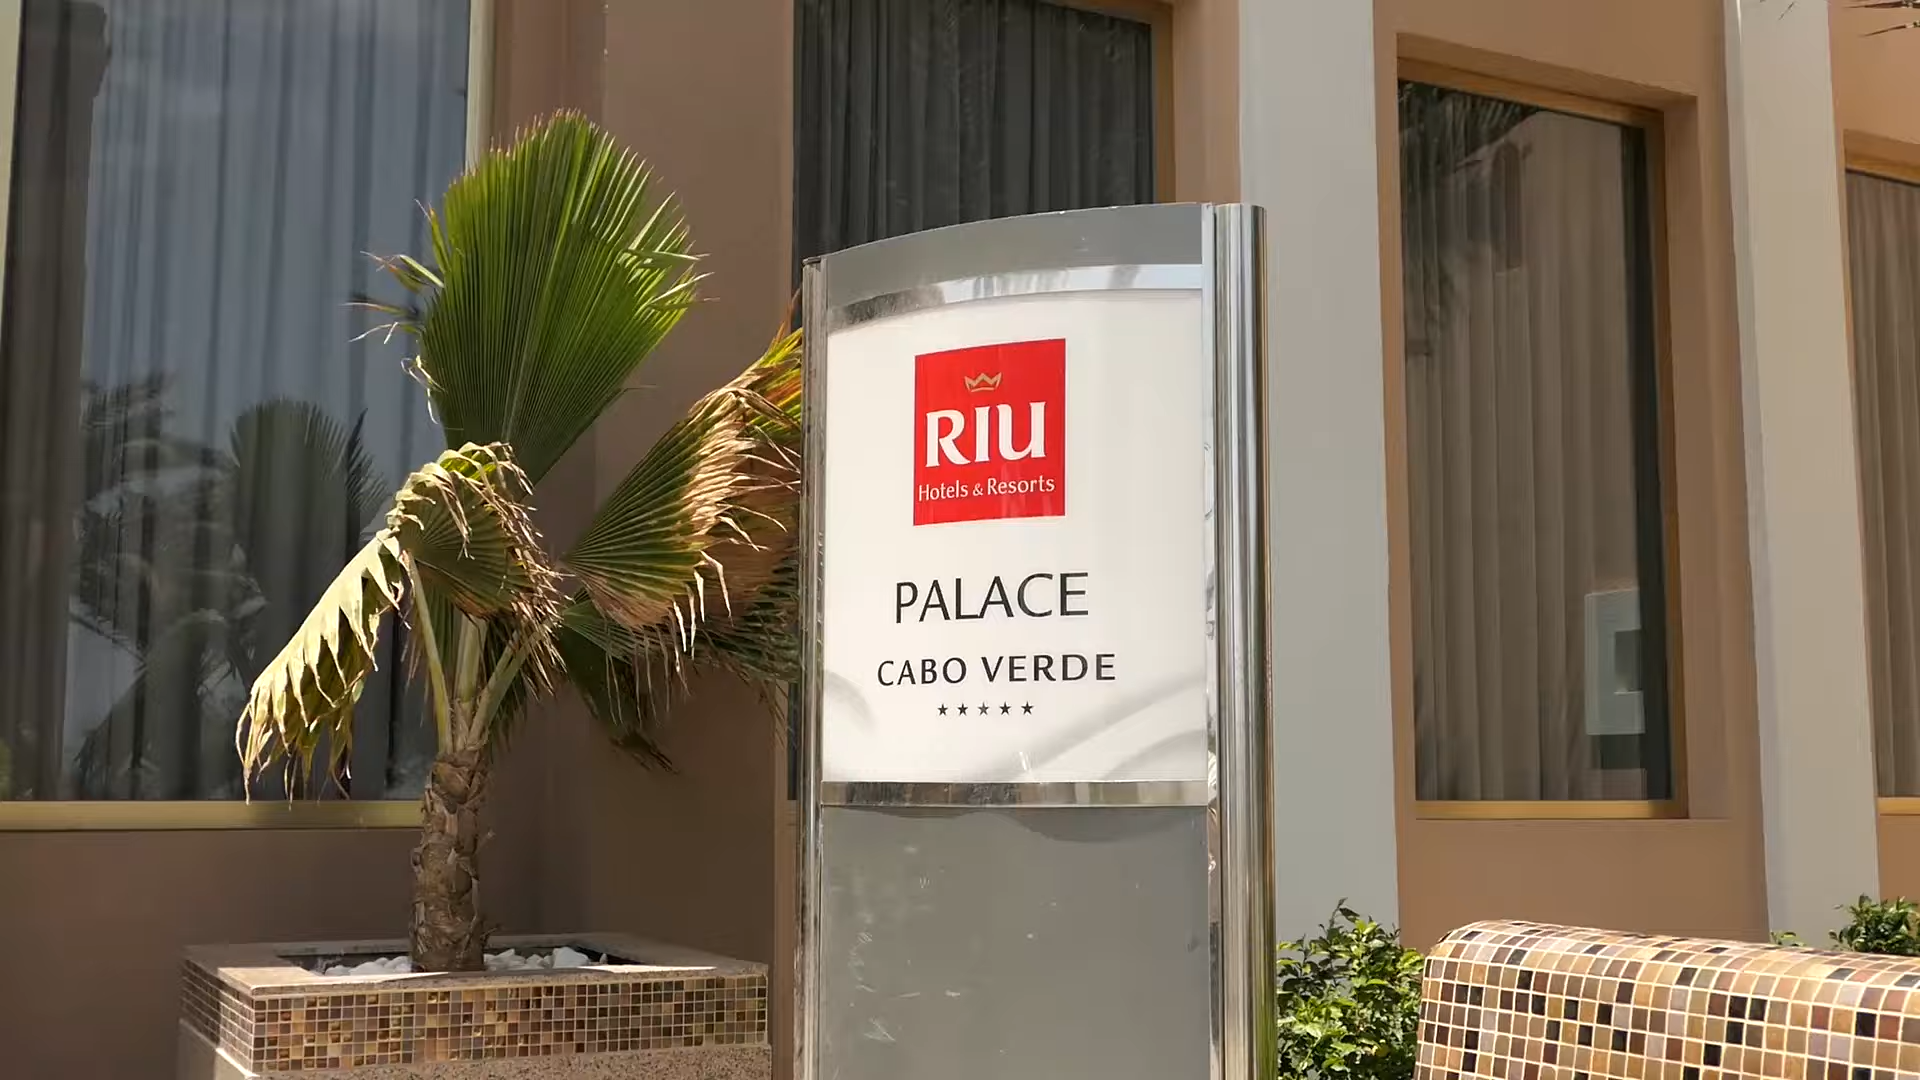 RIU
Hotels & Resorts
PALACE
CABO VERDE
★★★★★